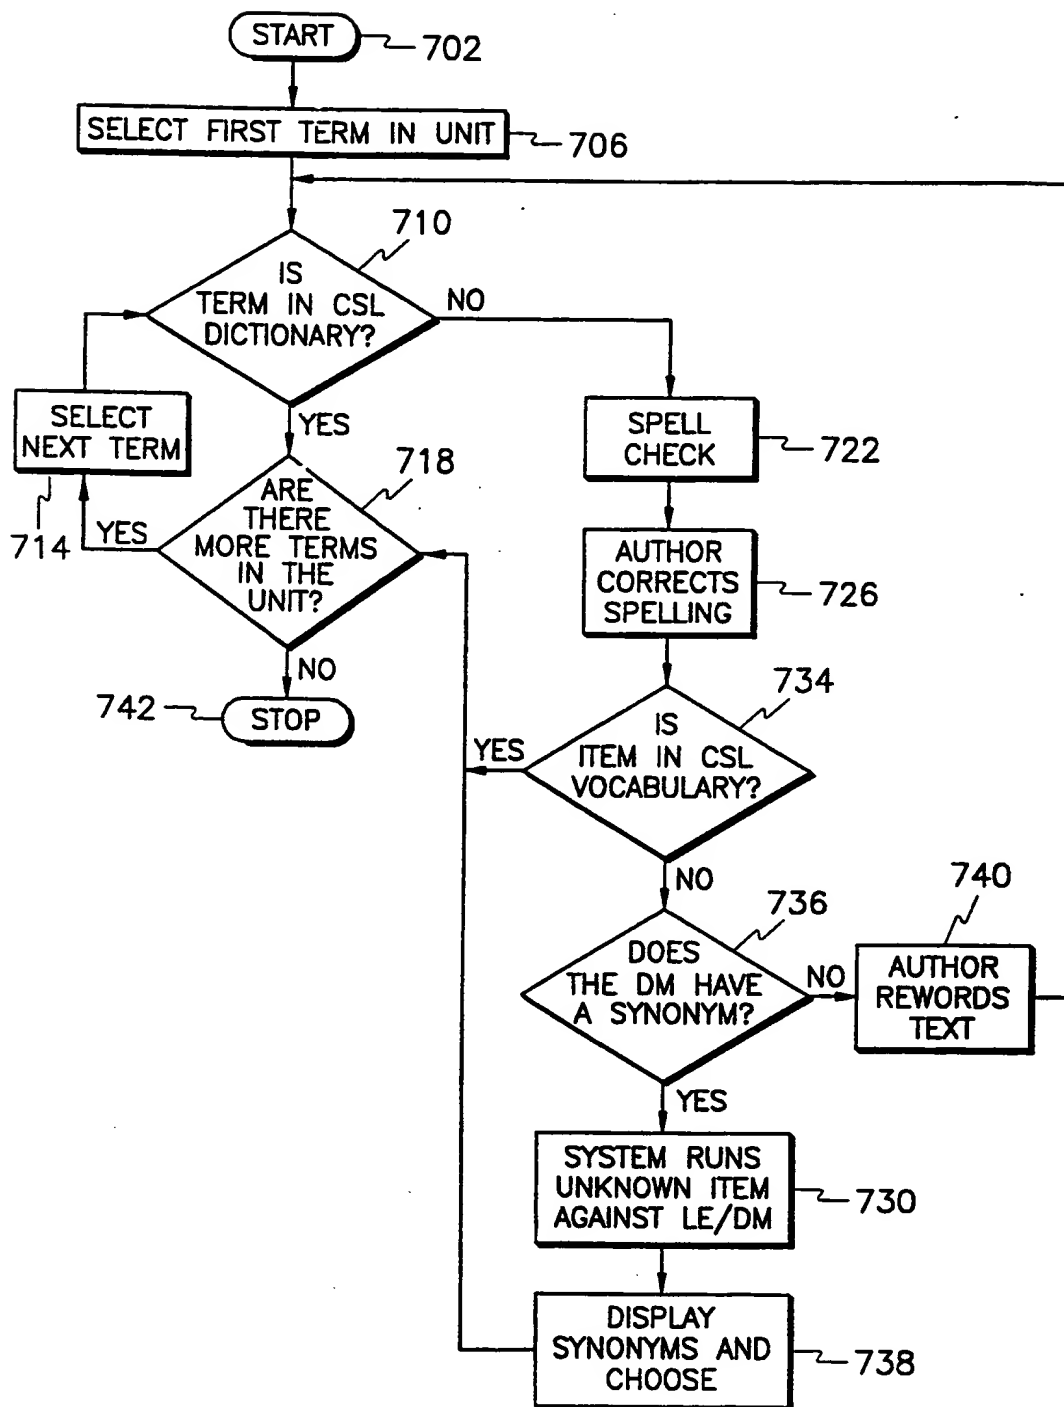 START
702
SELECT FIRST TERM IN UNIT
706
710
IS
TERM IN CSL
DICTIONARY?
NO
YES
SELECT
NEXT TERM
714
YES
718
ARE
THERE
MORE TERMS
IN THE
UNIT?
NO
742
STOP
SPELL
CHECK
722
AUTHOR
CORRECTS
SPELLING
726
734
IS
ITEM IN CSL
VOCABULARY?
YES
NO
736
DOES
THE DM HAVE
A SYNONYM?
NO
740
AUTHOR
REWORDS
TEXT
YES
SYSTEM RUNS
UNKNOWN ITEM
AGAINST LE/DM
730
DISPLAY
SYNONYMS AND
CHOOSE
738